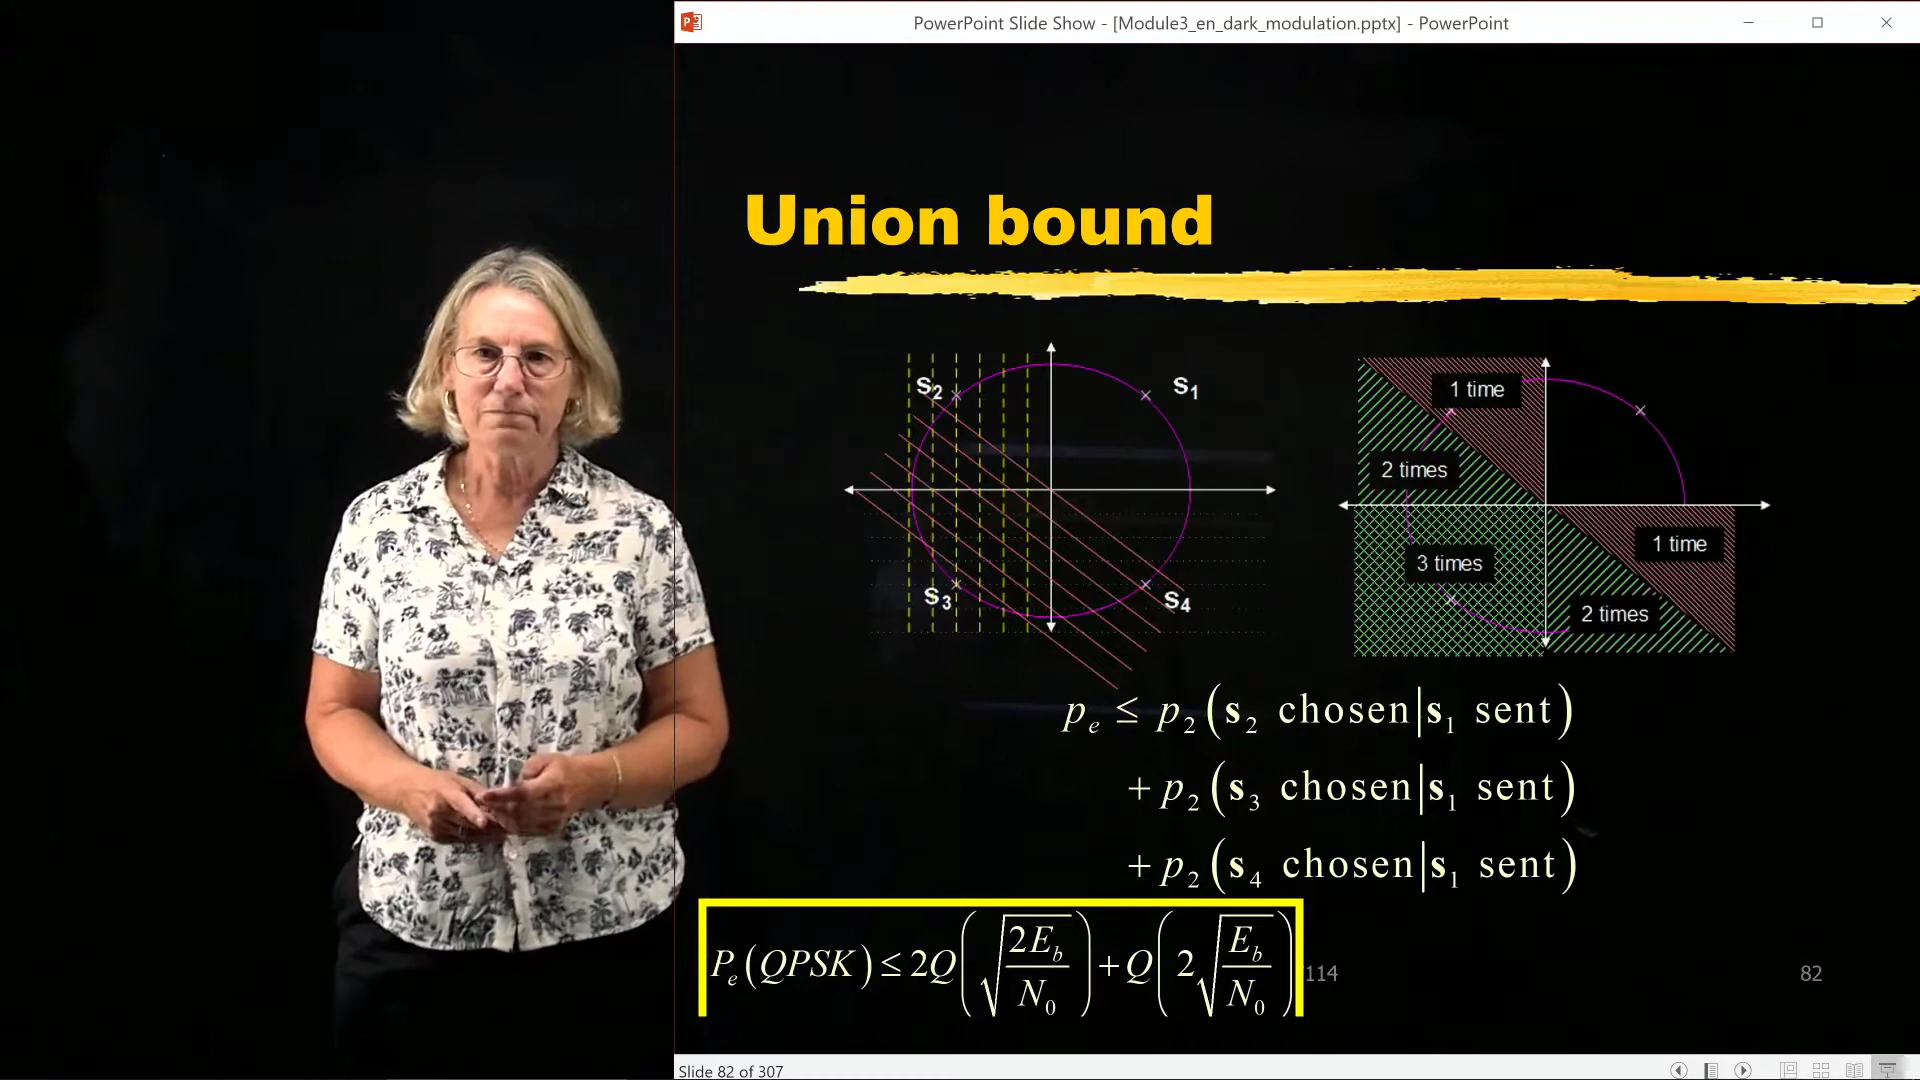 PowerPoint Slide Show - [Module3_en_dark_modulation.pptx] - PowerPoint
Union bound
s₂
s₁
s₃
s₄
1 time
2 times
3 times
1 time
2 times
pₑ ≤ p₂(s₂ chosen|s₁ sent)
+ p₂(s₃ chosen|s₁ sent)
+ p₂(s₄ chosen|s₁ sent)
Pₑ(QPSK) ≤ 2Q(√(2E_b/N₀)) + Q(2√(E_b/N₀))
114
82
Slide 82 of 307